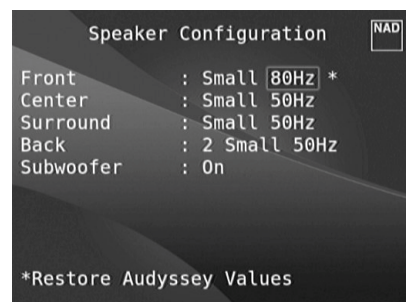 Speaker Configuration
NAD
Front : Small 80Hz *
Center : Small 50Hz
Surround : Small 50Hz
Back : 2 Small 50Hz
Subwoofer : On
*Restore Audyssey Values